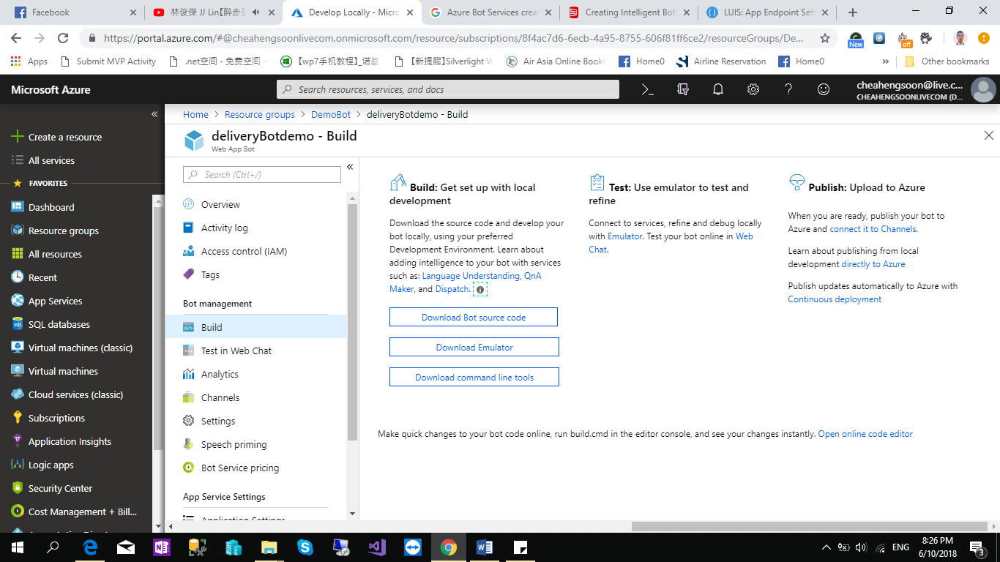 Facebook
林俊傑 JJ Lin【醉赤
Develop Locally - Micro
Azure Bot Services crea
Creating Intelligent Bot
LUIS: App Endpoint Set
https://portal.azure.com/#@cheahengsoonlivecom.onmicrosoft.com/resource/subscriptions/8f4ac7d6-6ecb-4a95-8755-606f81ff6ce2/resourceGroups/De...
New
off
Apps
Submit MVP Activity
.net空间 - 免费空间 -
【wp7手机教程】_诺基
【新提醒】Silverlight W
Air Asia Online Booki
Home0
Airline Reservation
Home0
»
Other bookmarks
Microsoft Azure
Search resources, services, and docs
cheahengsoon@live.c...
CHEAHENGSOONLIVECOM (D...
Create a resource
All services
FAVORITES
Dashboard
Resource groups
All resources
Recent
App Services
SQL databases
Virtual machines (classic)
Virtual machines
Cloud services (classic)
Subscriptions
Application Insights
Logic apps
Security Center
Cost Management + Bill...
Home > Resource groups > DemoBot > deliveryBotdemo - Build
deliveryBotdemo - Build
Web App Bot
Search (Ctrl+/)
Overview
Activity log
Access control (IAM)
Tags
Bot management
Build
Test in Web Chat
Analytics
Channels
Settings
Speech priming
Bot Service pricing
App Service Settings
Application Settings
Build: Get set up with local
development
Download the source code and develop your
bot locally, using your preferred
Development Environment. Learn about
adding intelligence to your bot with services
such as: Language Understanding, QnA
Maker, and Dispatch.
Download Bot source code
Download Emulator
Download command line tools
Test: Use emulator to test and
refine
Connect to services, refine and debug locally
with Emulator. Test your bot online in Web
Chat.
Publish: Upload to Azure
When you are ready, publish your bot to
Azure and connect it to Channels.
Learn about publishing from local
development directly to Azure
Publish updates automatically to Azure with
Continuous deployment
Make quick changes to your bot code online, run build.cmd in the editor console, and see your changes instantly. Open online code editor
ENG
8:26 PM
6/10/2018
3